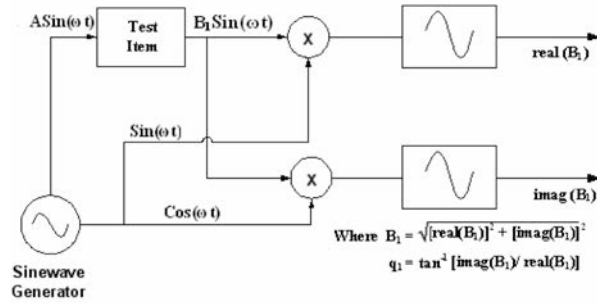 ASin(ω t)
Test
Item
B₁Sin(ω t)
X
real (B₁)
Sin(ω t)
X
imag (B₁)
Cos(ω t)
Where B₁ = √[real(B₁)]² + [imag(B₁)]²
q₁ = tan⁻¹ [imag(B₁)/ real(B₁)]
Sinewave
Generator